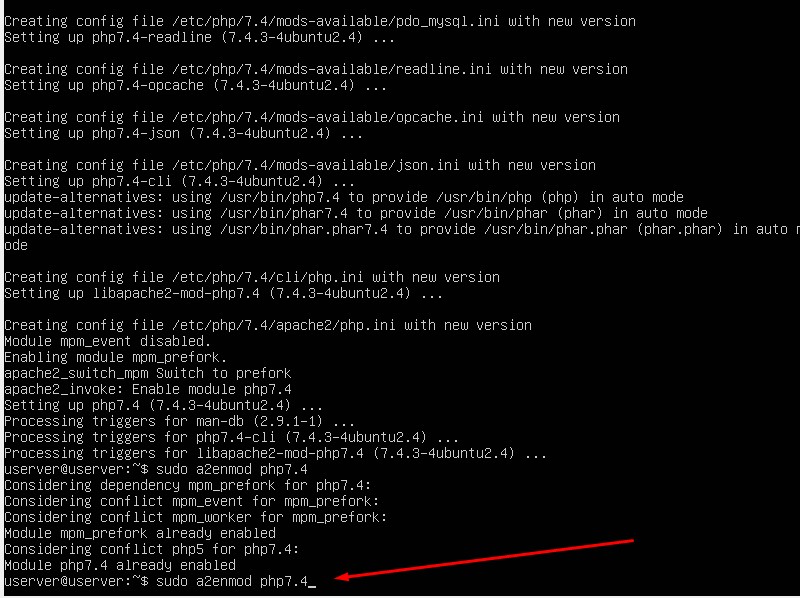 Creating config file /etc/php/7.4/mods-available/pdo_mysql.ini with new version
Setting up php7.4-readline (7.4.3-4ubuntu2.4) ...
Creating config file /etc/php/7.4/mods-available/readline.ini with new version
Setting up php7.4-opcache (7.4.3-4ubuntu2.4) ...
Creating config file /etc/php/7.4/mods-available/opcache.ini with new version
Setting up php7.4-json (7.4.3-4ubuntu2.4) ...
Creating config file /etc/php/7.4/mods-available/json.ini with new version
Setting up php7.4-cli (7.4.3-4ubuntu2.4) ...
update-alternatives: using /usr/bin/php7.4 to provide /usr/bin/php (php) in auto mode
update-alternatives: using /usr/bin/phar7.4 to provide /usr/bin/phar (phar) in auto mode
update-alternatives: using /usr/bin/phar.phar7.4 to provide /usr/bin/phar.phar (phar.phar) in auto m
ode
Creating config file /etc/php/7.4/cli/php.ini with new version
Setting up libapache2-mod-php7.4 (7.4.3-4ubuntu2.4) ...
Creating config file /etc/php/7.4/apache2/php.ini with new version
Module mpm_event disabled.
Enabling module mpm_prefork.
apache2_switch_mpm Switch to prefork
apache2_invoke: Enable module php7.4
Setting up php7.4 (7.4.3-4ubuntu2.4) ...
Processing triggers for man-db (2.9.1-1) ...
Processing triggers for php7.4-cli (7.4.3-4ubuntu2.4) ...
Processing triggers for libapache2-mod-php7.4 (7.4.3-4ubuntu2.4) ...
userver@userver:~$ sudo a2enmod php7.4
Considering dependency mpm_prefork for php7.4:
Considering conflict mpm_event for mpm_prefork:
Considering conflict mpm_worker for mpm_prefork:
Module mpm_prefork already enabled
Considering conflict php5 for php7.4:
Module php7.4 already enabled
userver@userver:~$ sudo a2enmod php7.4_